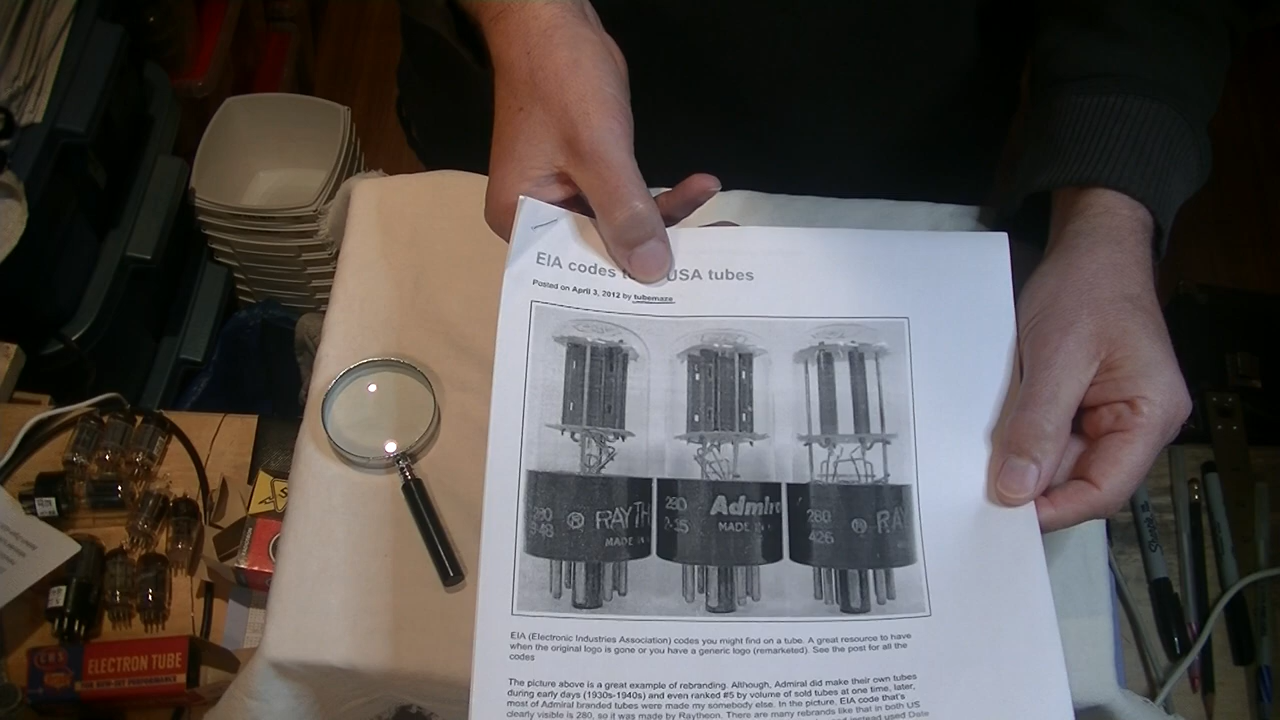 EIA codes USA tubes
Posted on April 3, 2012 by tubemaze
280
RAYTH
MADE IN
280
Admir
MADE
280
426
RAY
EIA (Electronic Industries Association) codes you might find on a tube. A great resource to have
when the original logo is gone or you have a generic logo (remarketed). See the post for all the
codes
The picture above is a great example of rebranding. Although, Admiral did make their own tubes
during early days (1930s-1940s) and even ranked #5 by volume of sold tubes at one time, later,
most of Admiral branded tubes were made my somebody else. In the picture, EIA code that's
clearly visible is 280, so it was made by Raytheon. There are many rebrands like that in both US
instead used Date
ELECTRON TUBE
Sharpie